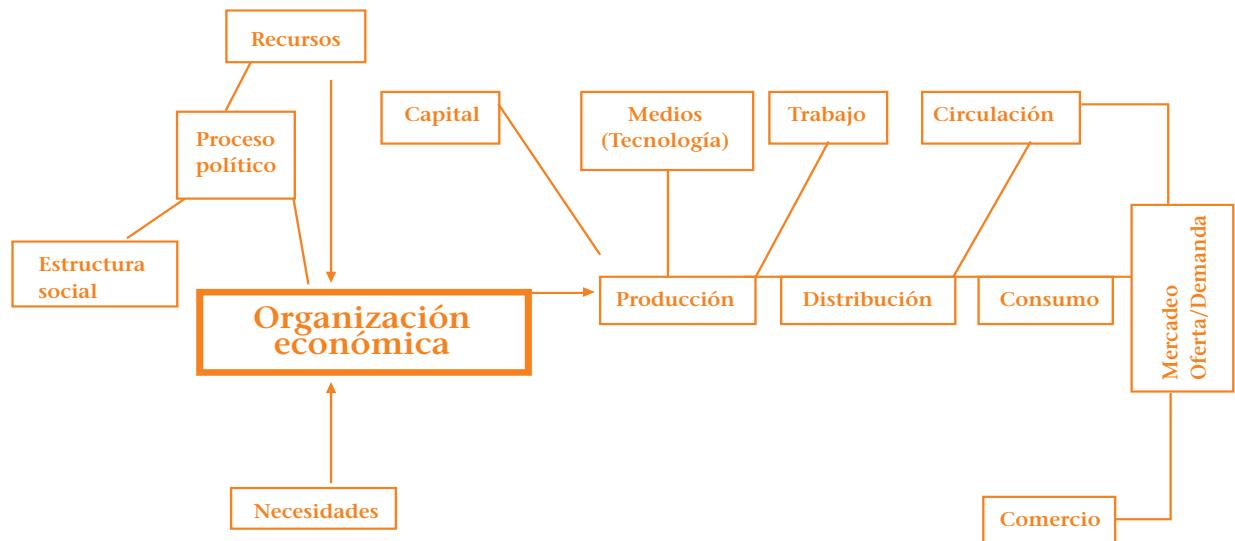 Recursos
Capital
Medios
(Tecnología)
Trabajo
Circulación
Proceso
político
Estructura
social
Organización
económica
Producción
Distribución
Consumo
Mercadeo
Oferta/Demanda
Necesidades
Comercio